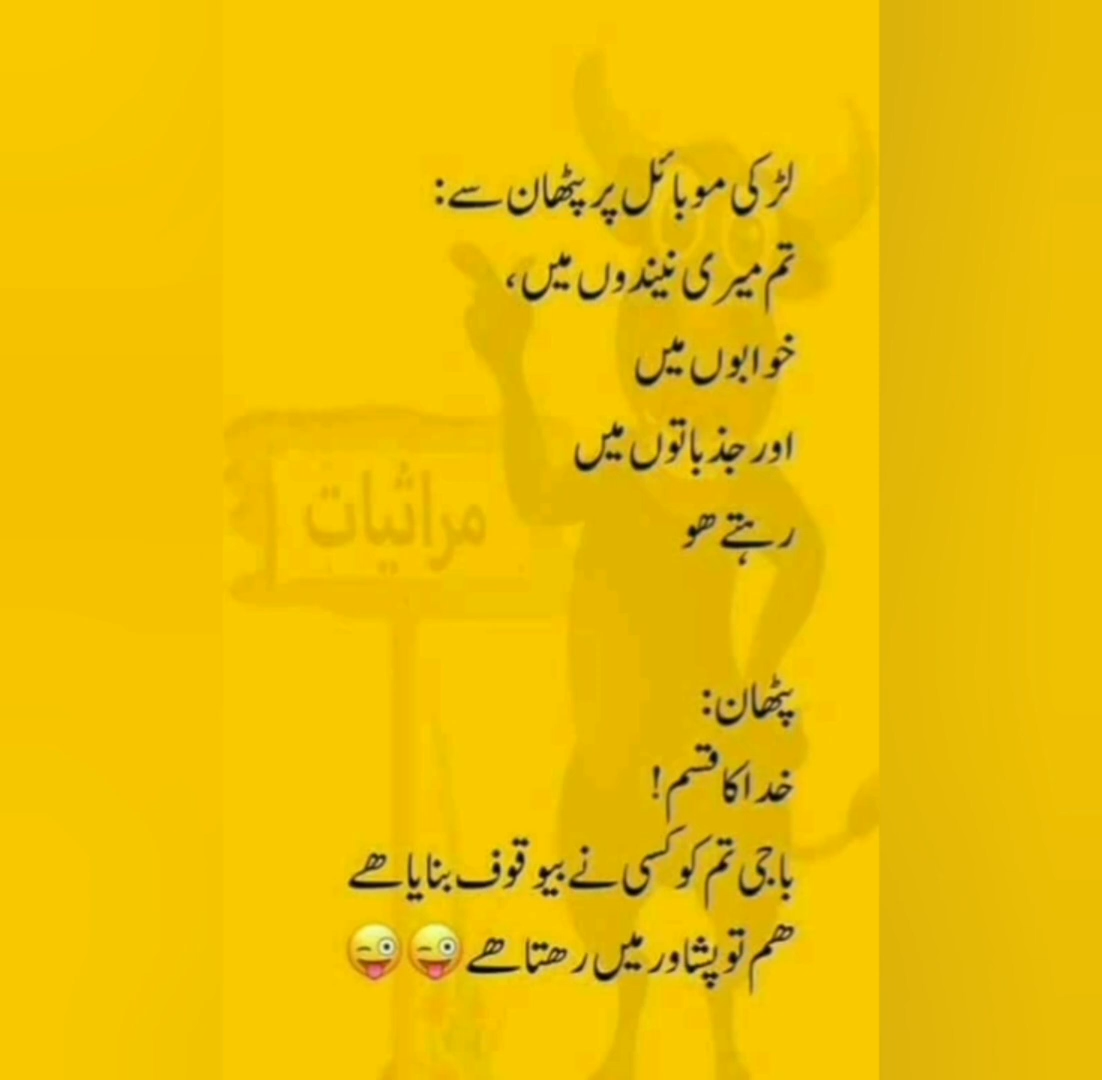 لڑکی موبائل پر پٹھان سے:
تم میری نیندوں میں،
خوابوں میں
اور جذباتوں میں
رہتے ھو
مراثیات
پٹھان:
خدا کا قسم!
باجی تم کو کسی نے بیوقوف بنایا ھے
ھم تو پشاور میں رھتا ھے😜😜